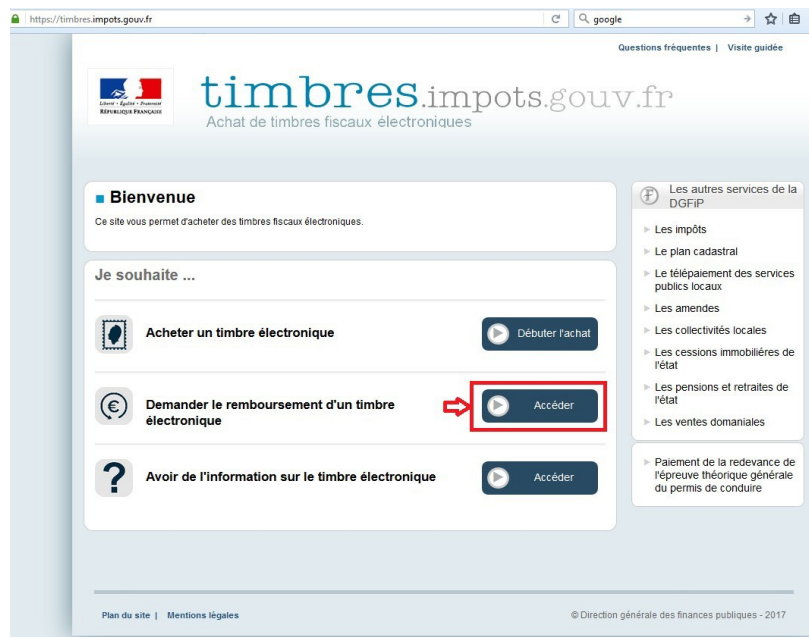 https://timbres.impots.gouv.fr
google
Questions fréquentes | Visite guidée
Liberté • Égalité • Fraternité
RÉPUBLIQUE FRANÇAISE
timbres.impots.gouv.fr
Achat de timbres fiscaux électroniques
Bienvenue
Ce site vous permet d'acheter des timbres fiscaux électroniques.
Je souhaite ...
Acheter un timbre électronique
Débuter l'achat
Demander le remboursement d'un timbre
électronique
Accéder
Avoir de l'information sur le timbre électronique
Accéder
Les autres services de la
DGFiP
Les impôts
Le plan cadastral
Le télépaiement des services
publics locaux
Les amendes
Les collectivités locales
Les cessions immobiliéres de
l'état
Les pensions et retraites de
l'état
Les ventes domaniales
Paiement de la redevance de
l'épreuve théorique générale
du permis de conduire
Plan du site | Mentions légales
© Direction générale des finances publiques - 2017